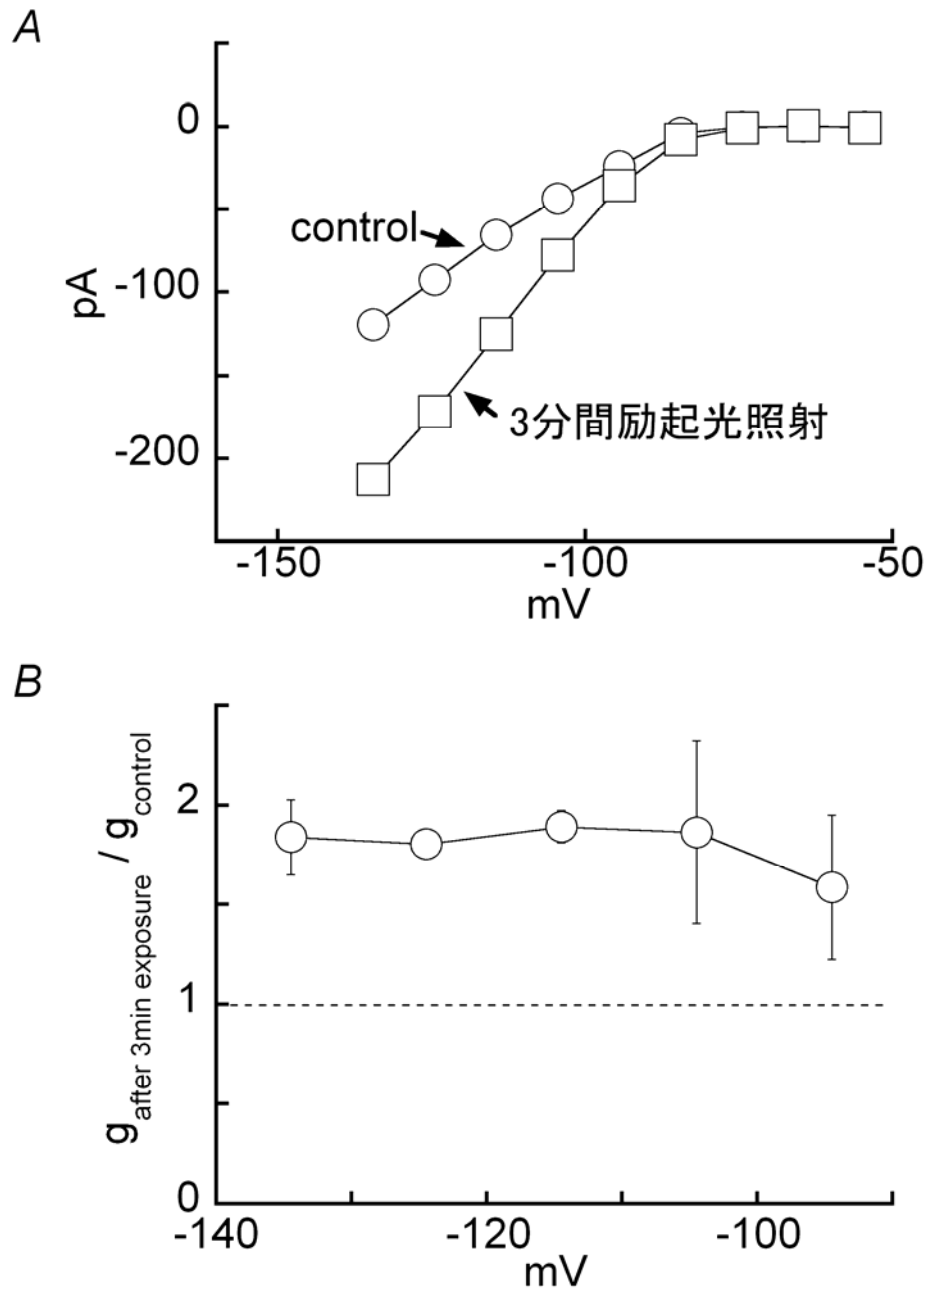 A
0
control
pA
-100
3分間励起光照射
-200
-150
-100
-50
mV
B
g after 3min exposure / g control
2
1
0
-140
-120
-100
mV